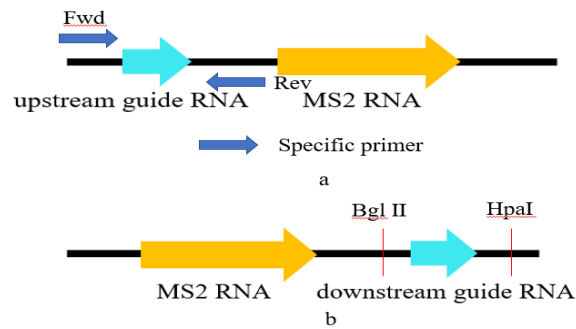 Fwd
Rev
upstream guide RNA MS2 RNA
Specific primer
a
Bgl II HpaI
MS2 RNA downstream guide RNA
b